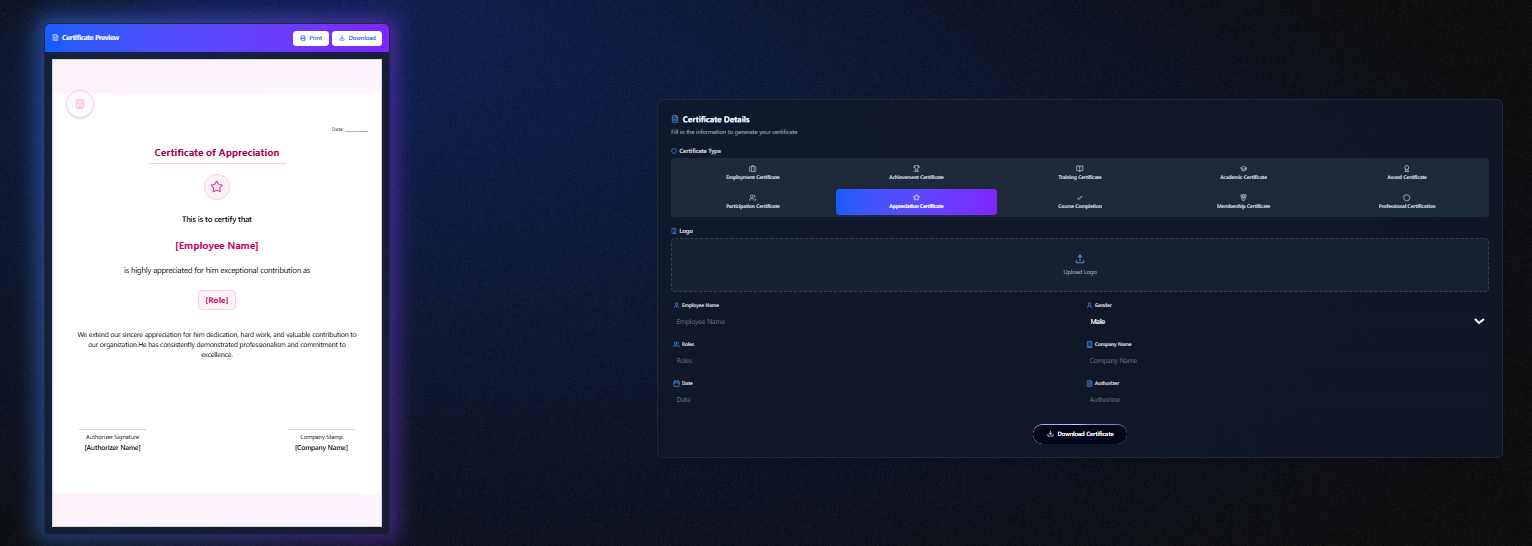 Certificate Preview
Print
Download
Date: ________
Certificate of Appreciation
This is to certify that
[Employee Name]
is highly appreciated for him exceptional contribution as
[Role]
We extend our sincere appreciation for him dedication, hard work, and valuable contribution to
our organization.He has consistently demonstrated professionalism and commitment to
excellence.
Authorizer Signature
[Authorizer Name]
Company Stamp
[Company Name]
Certificate Details
Fill in the information to generate your certificate
Certificate Type
Employment Certificate
Achievement Certificate
Training Certificate
Academic Certificate
Award Certificate
Participation Certificate
Appreciation Certificate
Course Completion
Membership Certificate
Professional Certification
Logo
Upload Logo
Employee Name
Gender
Employee Name
Male
Roles
Company Name
Roles
Company Name
Date
Authorizer
Date
Authorizer
Download Certificate